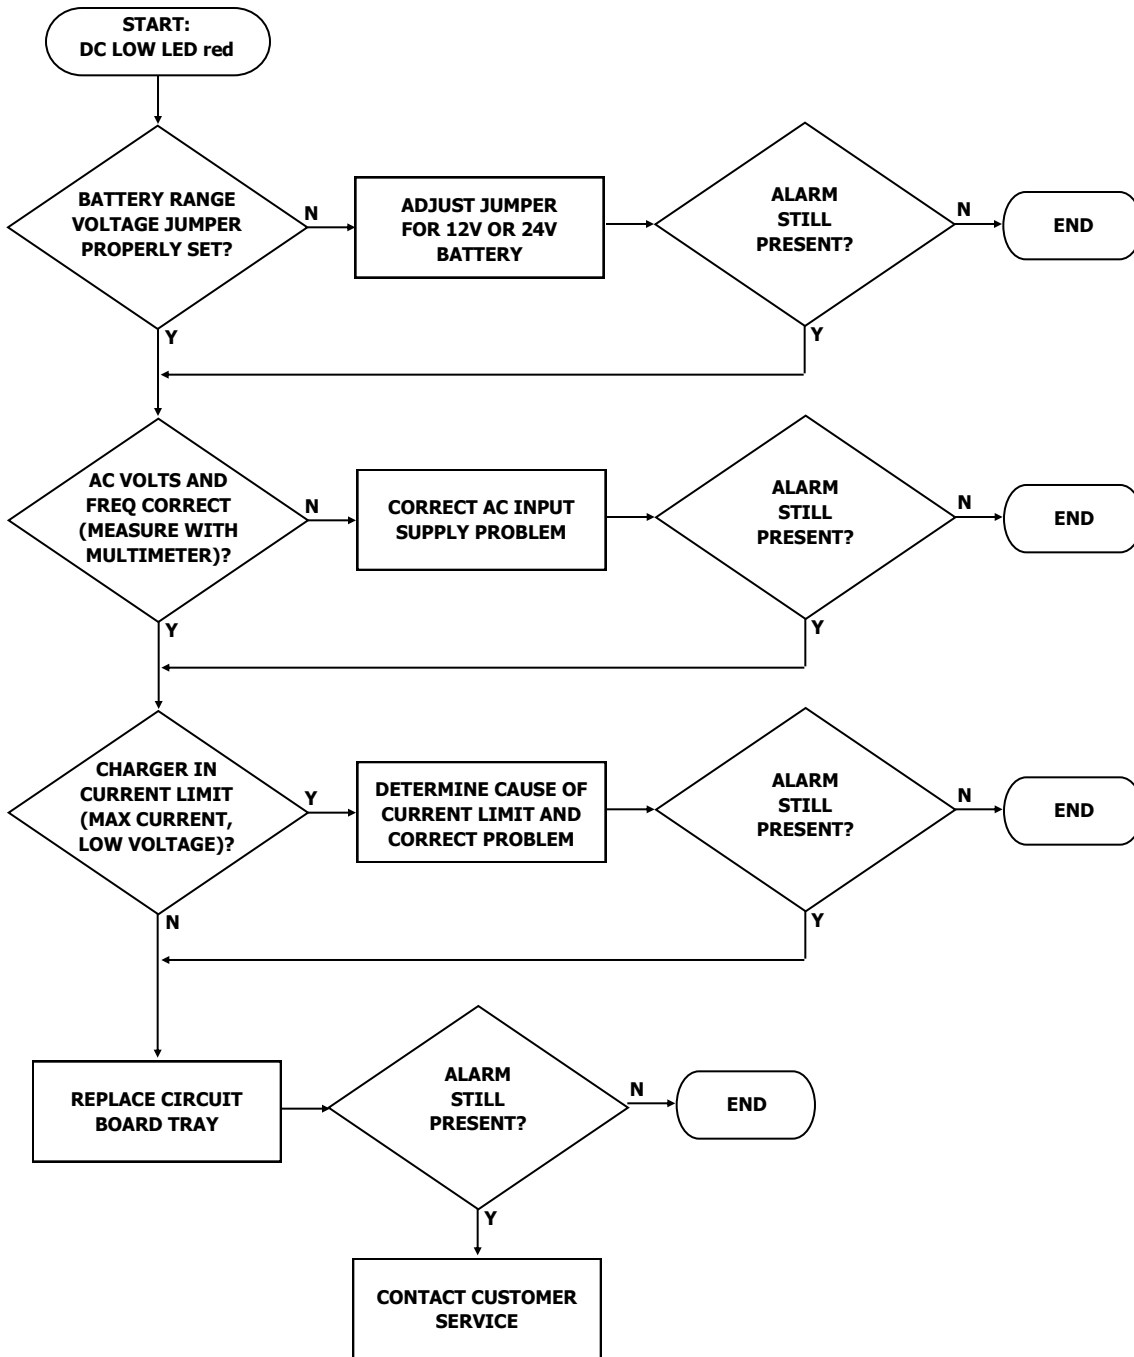 START:
DC LOW LED red
BATTERY RANGE
VOLTAGE JUMPER
PROPERLY SET?
N
ADJUST JUMPER
FOR 12V OR 24V
BATTERY
ALARM
STILL
PRESENT?
N
END
Y
Y
AC VOLTS AND
FREQ CORRECT
(MEASURE WITH
MULTIMETER)?
N
CORRECT AC INPUT
SUPPLY PROBLEM
ALARM
STILL
PRESENT?
N
END
Y
Y
CHARGER IN
CURRENT LIMIT
(MAX CURRENT,
LOW VOLTAGE)?
Y
DETERMINE CAUSE OF
CURRENT LIMIT AND
CORRECT PROBLEM
ALARM
STILL
PRESENT?
N
END
N
Y
REPLACE CIRCUIT
BOARD TRAY
ALARM
STILL
PRESENT?
N
END
Y
CONTACT CUSTOMER
SERVICE